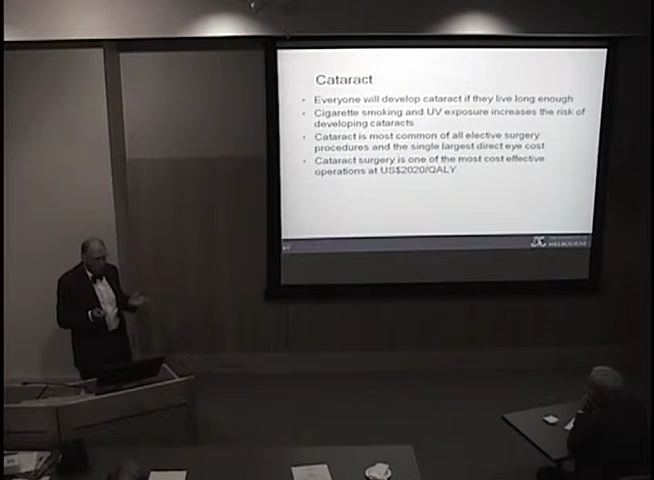 Cataract
• Everyone will develop cataract if they live long enough
• Cigarette smoking and UV exposure increases the risk of
developing cataracts
• Cataract is most common of all elective surgery
procedures and the single largest direct eye cost
• Cataract surgery is one of the most cost effective
operations at US$2020/QALY
MELBOURNE